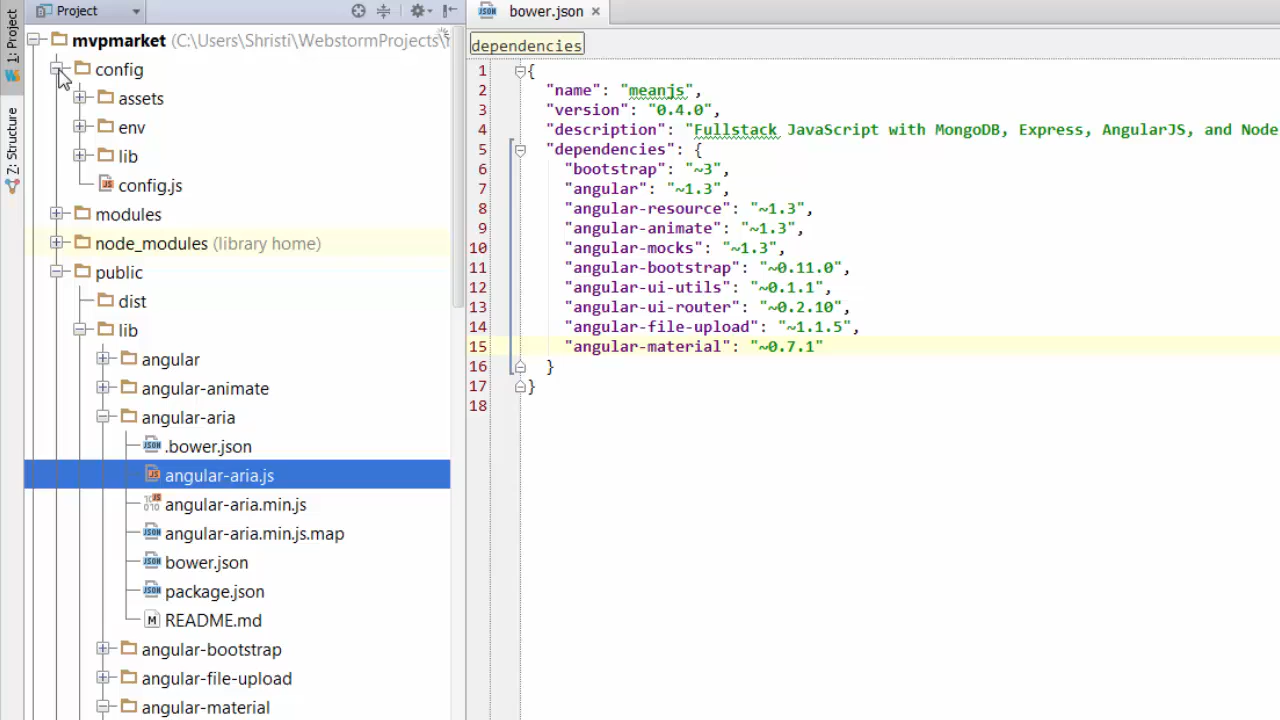 1: Project
Z: Structure
Project
mvpmarket (C:\Users\Shristi\WebstormProjects\
config
assets
env
lib
config.js
modules
node_modules (library home)
public
dist
lib
angular
angular-animate
angular-aria
.bower.json
angular-aria.js
angular-aria.min.js
angular-aria.min.js.map
bower.json
package.json
README.md
angular-bootstrap
angular-file-upload
angular-material
bower.json
dependencies
1 {
2 "name": "meanjs",
3 "version": "0.4.0",
4 "description": "Fullstack JavaScript with MongoDB, Express, AngularJS, and Node
5 "dependencies": {
6 "bootstrap": "~3",
7 "angular": "~1.3",
8 "angular-resource": "~1.3",
9 "angular-animate": "~1.3",
10 "angular-mocks": "~1.3",
11 "angular-bootstrap": "~0.11.0",
12 "angular-ui-utils": "~0.1.1",
13 "angular-ui-router": "~0.2.10",
14 "angular-file-upload": "~1.1.5",
15 "angular-material": "~0.7.1"
16 }
17 }
18